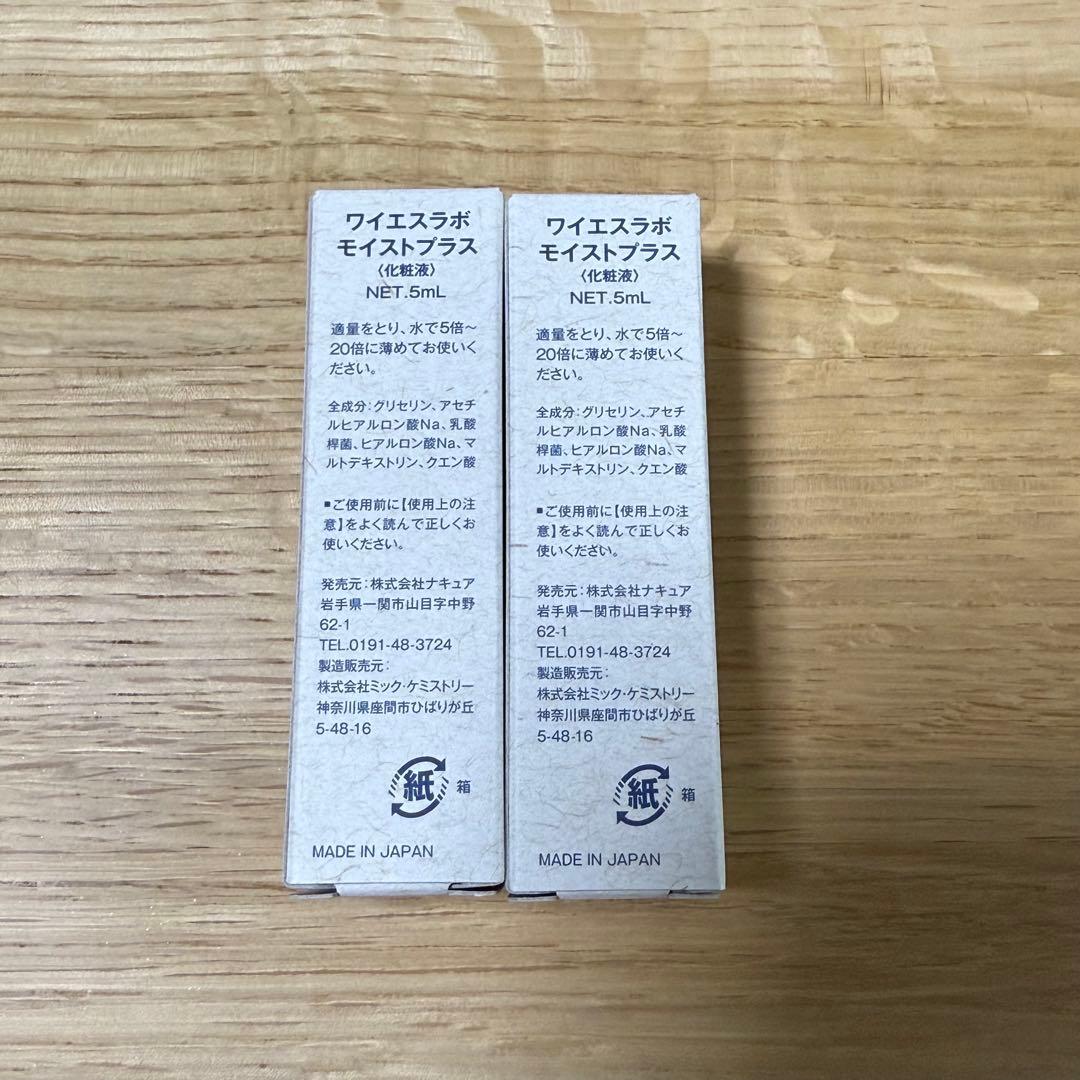 ワイエスラボ
モイストプラス
〈化粧液〉
NET.5mL
適量をとり、水で5倍〜
20倍に薄めてお使いく
ださい。
全成分：グリセリン、アセチ
ルヒアルロン酸Na、乳酸
桿菌、ヒアルロン酸Na、マ
ルトデキストリン、クエン酸
■ご使用前に【使用上の注
意】をよく読んで正しくお
使いください。
発売元：株式会社ナキュア
岩手県一関市山目字中野
62-1
TEL.0191-48-3724
製造販売元：
株式会社ミック・ケミストリー
神奈川県座間市ひばりが丘
5-48-16
紙
箱
MADE IN JAPAN
ワイエスラボ
モイストプラス
〈化粧液〉
NET.5mL
適量をとり、水で5倍〜
20倍に薄めてお使いく
ださい。
全成分：グリセリン、アセチ
ルヒアルロン酸Na、乳酸
桿菌、ヒアルロン酸Na、マ
ルトデキストリン、クエン酸
■ご使用前に【使用上の注
意】をよく読んで正しくお
使いください。
発売元：株式会社ナキュア
岩手県一関市山目字中野
62-1
TEL.0191-48-3724
製造販売元：
株式会社ミック・ケミストリー
神奈川県座間市ひばりが丘
5-48-16
紙
箱
MADE IN JAPAN